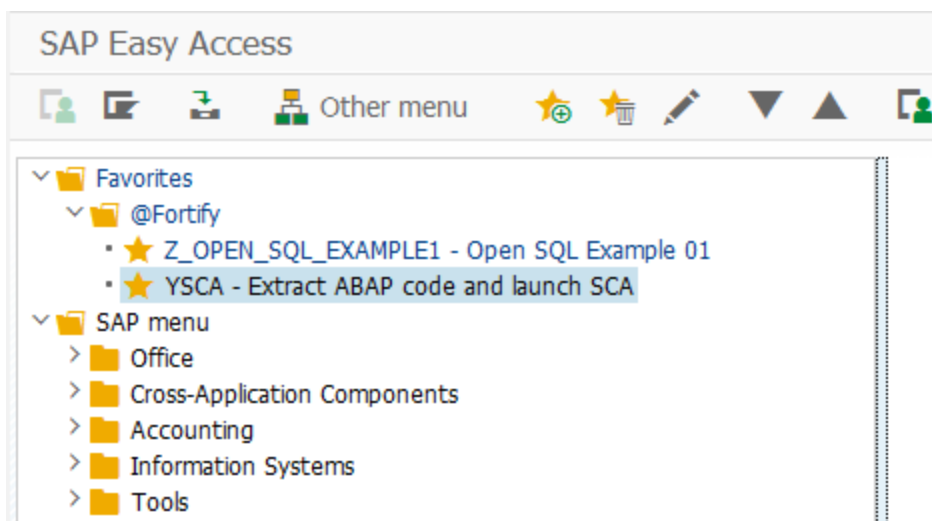 SAP Easy Access
Other menu
Favorites
@Fortify
Z_OPEN_SQL_EXAMPLE1 - Open SQL Example 01
YSCA - Extract ABAP code and launch SCA
SAP menu
Office
Cross-Application Components
Accounting
Information Systems
Tools